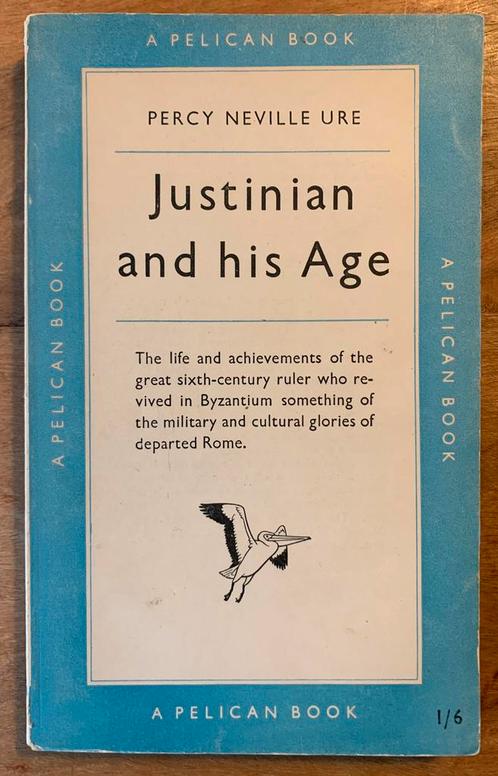 A PELICAN BOOK
PERCY NEVILLE URE
Justinian
and his Age
The life and achievements of the
great sixth-century ruler who re-
vived in Byzantium something of
the military and cultural glories of
departed Rome.
A PELICAN BOOK
A PELICAN BOOK
A PELICAN BOOK
1/6